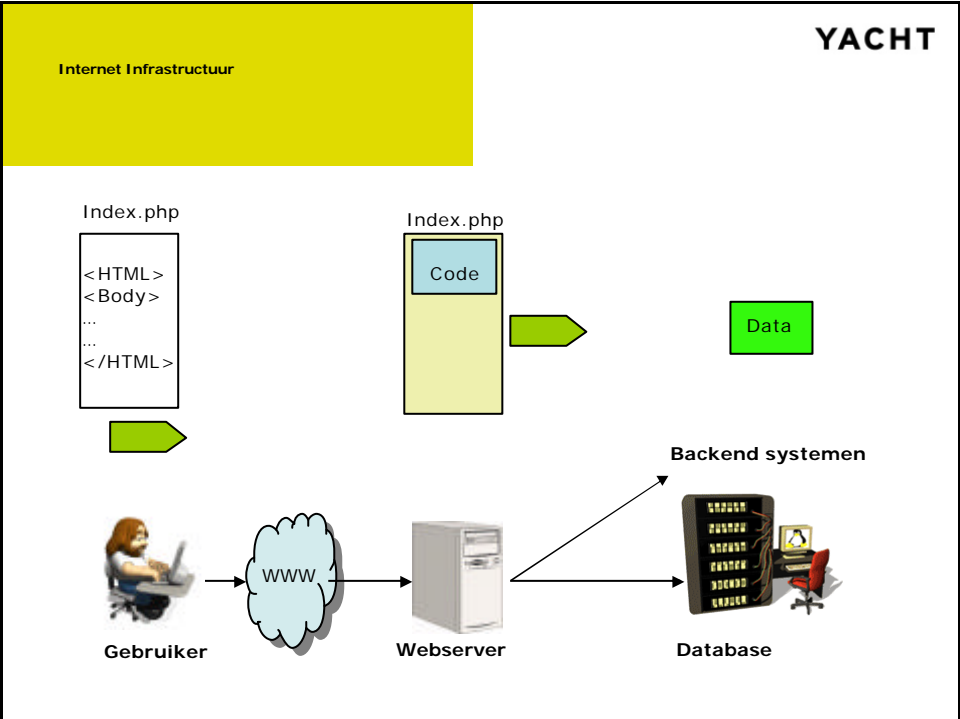 YACHT
Internet Infrastructuur
Index.php
<HTML>
<Body>
...
...
</HTML>
Index.php
Code
Data
Backend systemen
WWW
Gebruiker
Webserver
Database